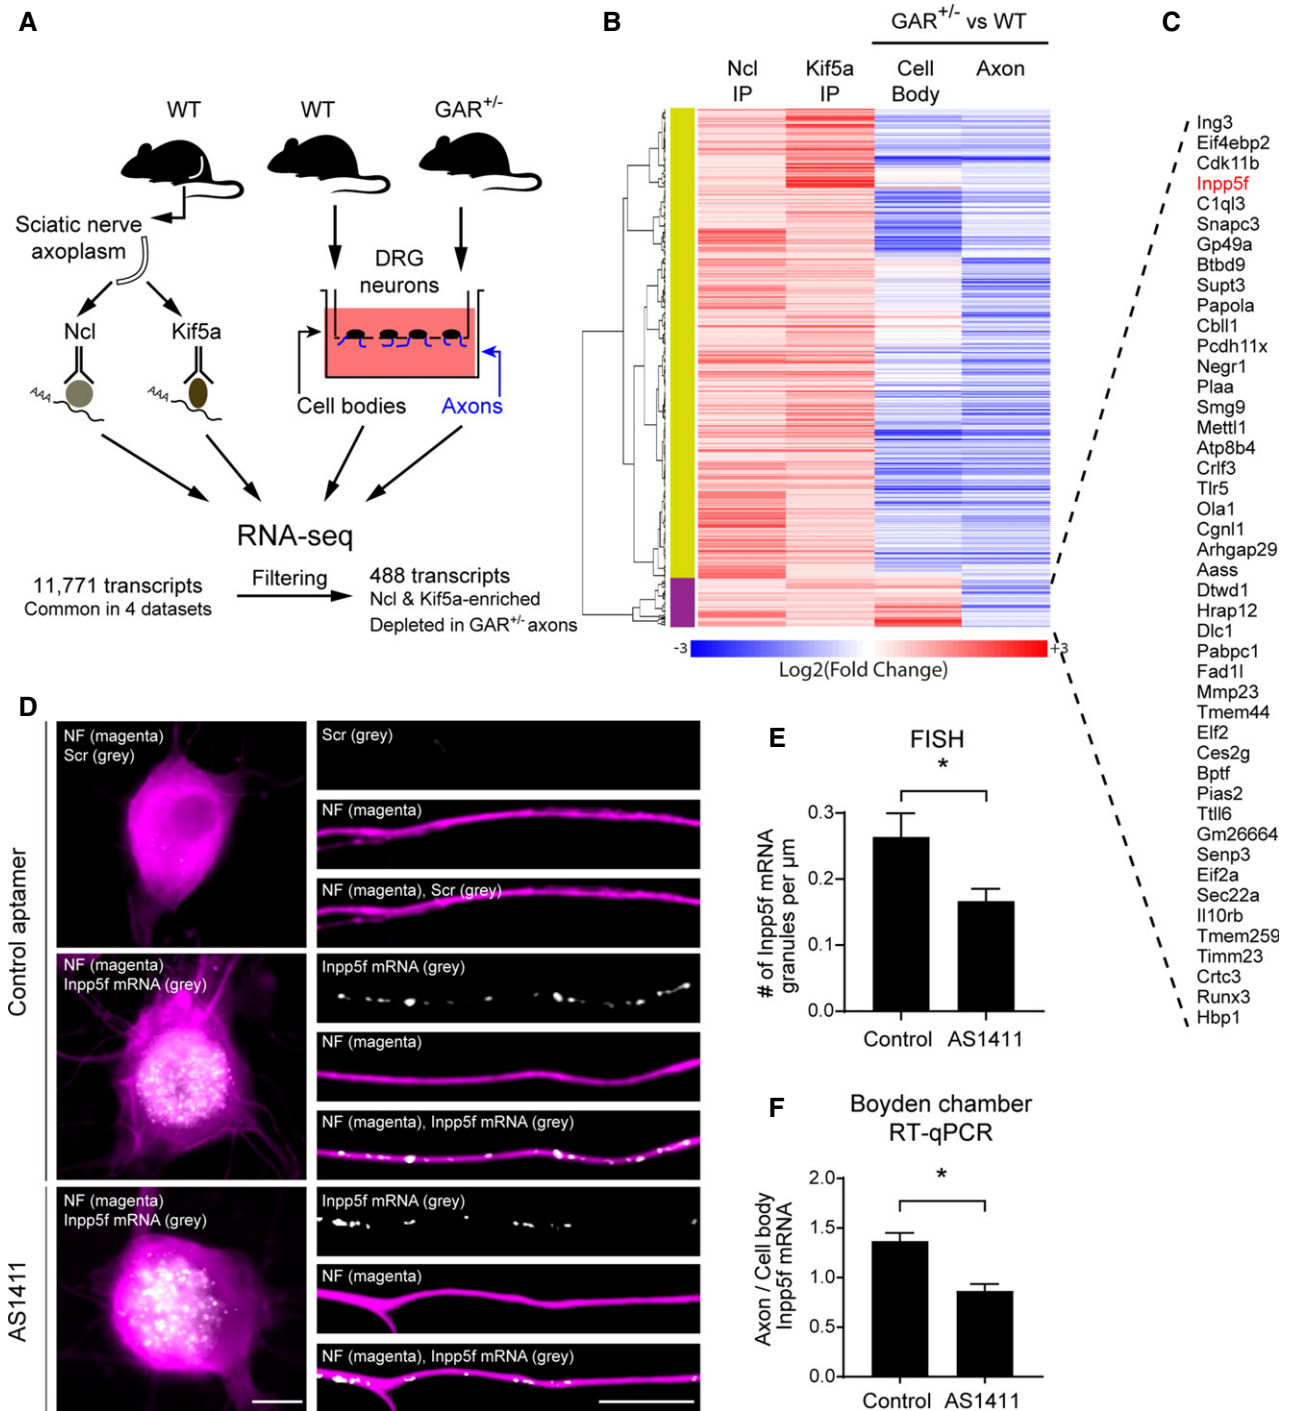 A
WT
WT
GAR+/-
Sciatic nerve
axoplasm
DRG
neurons
Ncl
Kif5a
AAA
AAA
Cell bodies
Axons
RNA-seq
11,771 transcripts
Common in 4 datasets
Filtering
488 transcripts
Ncl & Kif5a-enriched
Depleted in GAR+/- axons
B
GAR+/- vs WT
Ncl
IP
Kif5a
IP
Cell
Body
Axon
-3
+3
Log2(Fold Change)
C
Ing3
Eif4ebp2
Cdk11b
Inpp5f
C1ql3
Snapc3
Gp49a
Btbd9
Supt3
Papola
Cbll1
Pcdh11x
Negr1
Plaa
Smg9
Mettl1
Atp8b4
Crlf3
Tlr5
Ola1
Cgnl1
Arhgap29
Aass
Dtwd1
Hrap12
Dlc1
Pabpc1
Fad1l
Mmp23
Tmem44
Elf2
Ces2g
Bptf
Pias2
Ttll6
Gm26664
Senp3
Eif2a
Sec22a
Il10rb
Tmem259
Timm23
Crtc3
Runx3
Hbp1
D
Control aptamer
NF (magenta)
Scr (grey)
Scr (grey)
NF (magenta)
NF (magenta), Scr (grey)
NF (magenta)
Inpp5f mRNA (grey)
Inpp5f mRNA (grey)
NF (magenta)
NF (magenta), Inpp5f mRNA (grey)
AS1411
NF (magenta)
Inpp5f mRNA (grey)
Inpp5f mRNA (grey)
NF (magenta)
NF (magenta), Inpp5f mRNA (grey)
E
FISH
*
# of Inpp5f mRNA
granules per µm
0.3
0.2
0.1
0.0
Control
AS1411
F
Boyden chamber
RT-qPCR
*
Axon / Cell body
Inpp5f mRNA
2.0
1.5
1.0
0.5
0.0
Control
AS1411